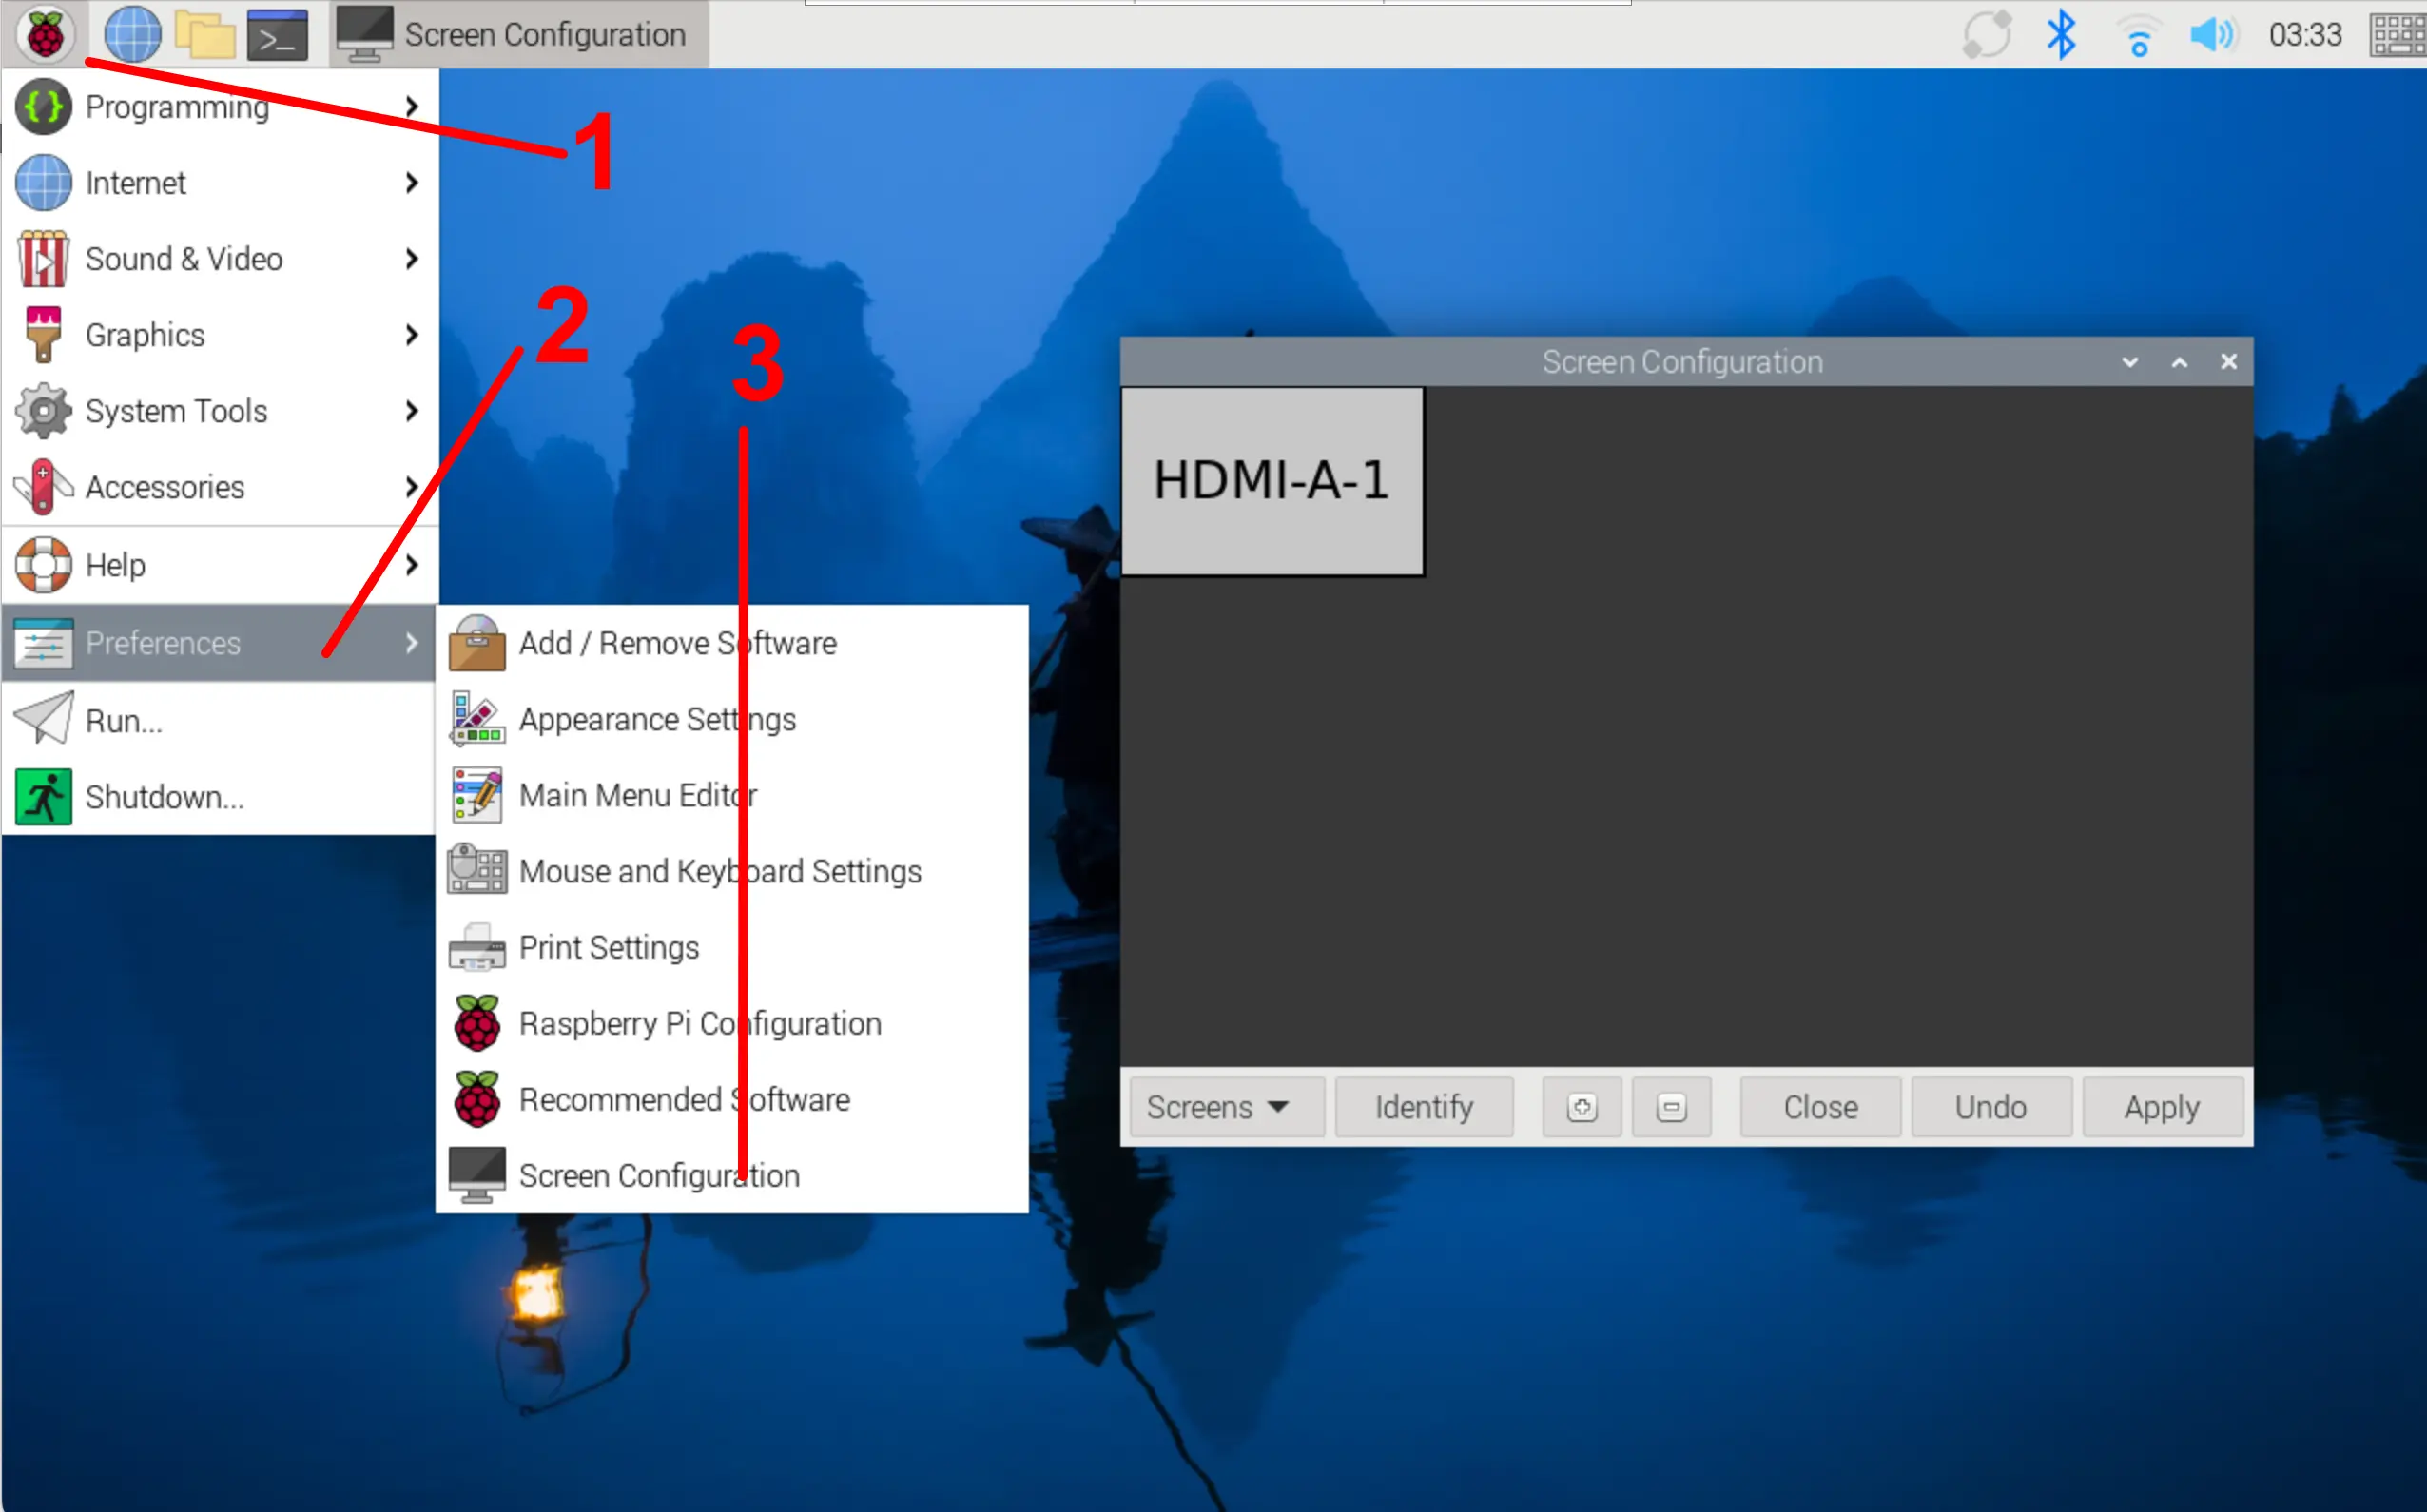 Screen Configuration
03:33
Programming
1
Internet
Sound & Video
2
Graphics
3
System Tools
Accessories
Help
Preferences
Run...
Shutdown...
Add / Remove Software
Appearance Settings
Main Menu Editor
Mouse and Keyboard Settings
Print Settings
Raspberry Pi Configuration
Recommended Software
Screen Configuration
Screen Configuration
HDMI-A-1
Screens
Identify
Close
Undo
Apply